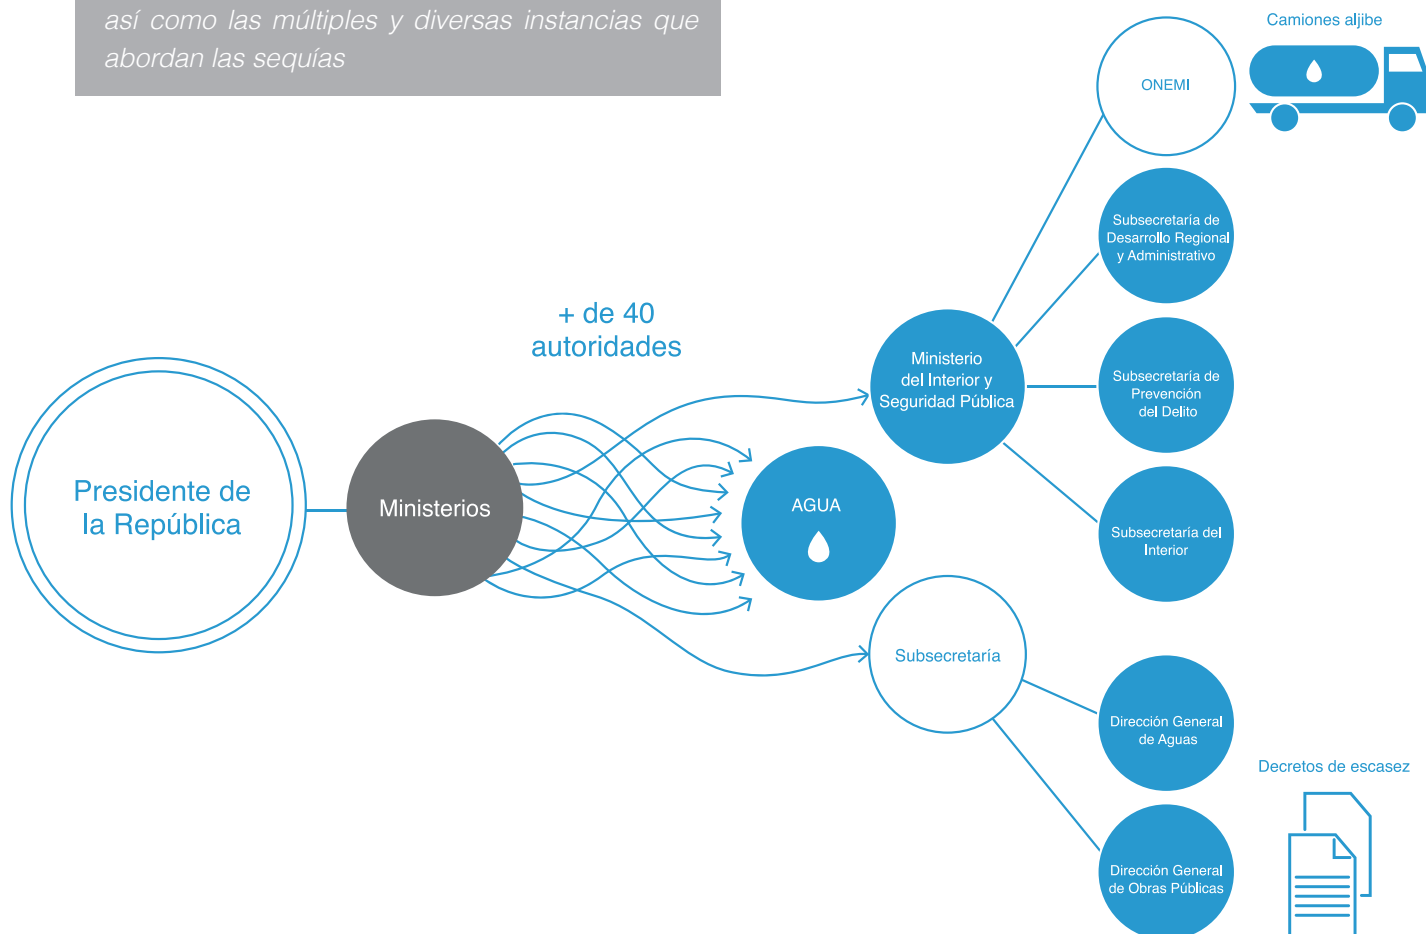 así como las múltiples y diversas instancias que
abordan las sequías
Camiones aljibe
ONEMI
Subsecretaría de
Desarrollo Regional
y Administrativo
+ de 40
autoridades
Ministerio
del Interior y
Seguridad Pública
Subsecretaría de
Prevención
del Delito
Presidente de
la República
Ministerios
AGUA
Subsecretaría del
Interior
Subsecretaría
Dirección General
de Aguas
Decretos de escasez
Dirección General
de Obras Públicas